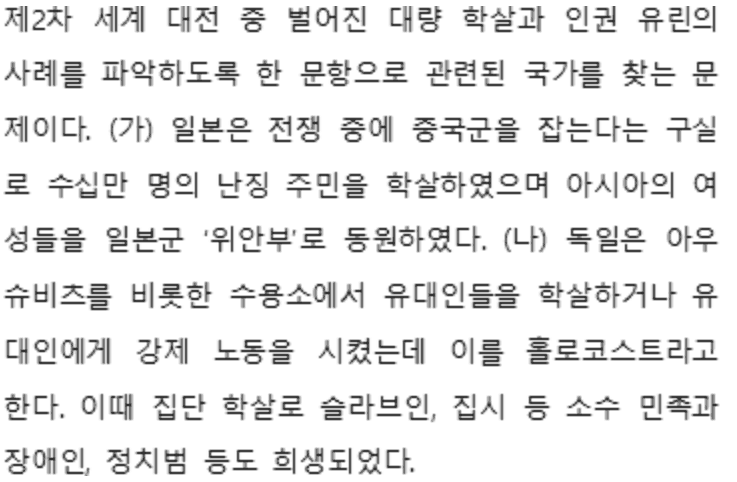 제2차 세계 대전 중 벌어진 대량 학살과 인권 유린의
사례를 파악하도록 한 문항으로 관련된 국가를 찾는 문
제이다. (가) 일본은 전쟁 중에 중국군을 잡는다는 구실
로 수십만 명의 난징 주민을 학살하였으며 아시아의 여
성들을 일본군 ‘위안부’로 동원하였다. (나) 독일은 아우
슈비츠를 비롯한 수용소에서 유대인들을 학살하거나 유
대인에게 강제 노동을 시켰는데 이를 홀로코스트라고
한다. 이때 집단 학살로 슬라브인, 집시 등 소수 민족과
장애인, 정치범 등도 희생되었다.